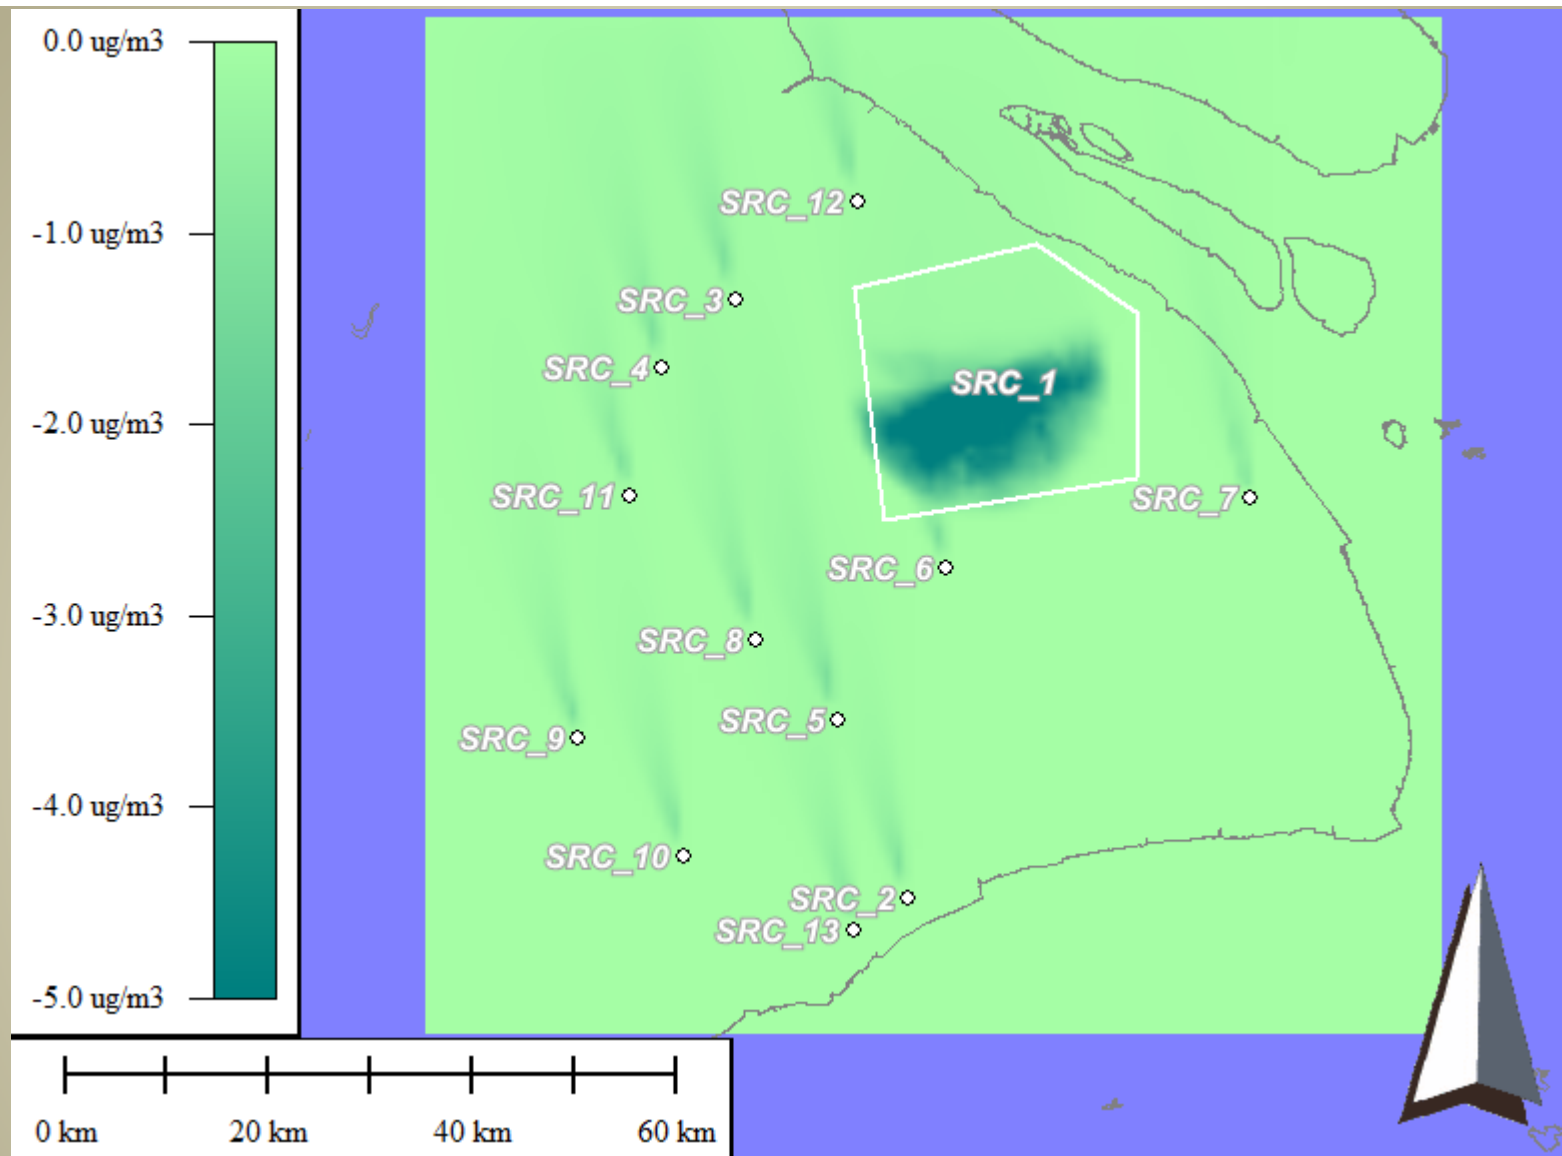 0.0 ug/m3
-1.0 ug/m3
-2.0 ug/m3
-3.0 ug/m3
-4.0 ug/m3
-5.0 ug/m3
SRC_12
SRC_3
SRC_4
SRC_1
SRC_11
SRC_7
SRC_6
SRC_8
SRC_5
SRC_9
SRC_10
SRC_2
SRC_13
0 km 20 km 40 km 60 km